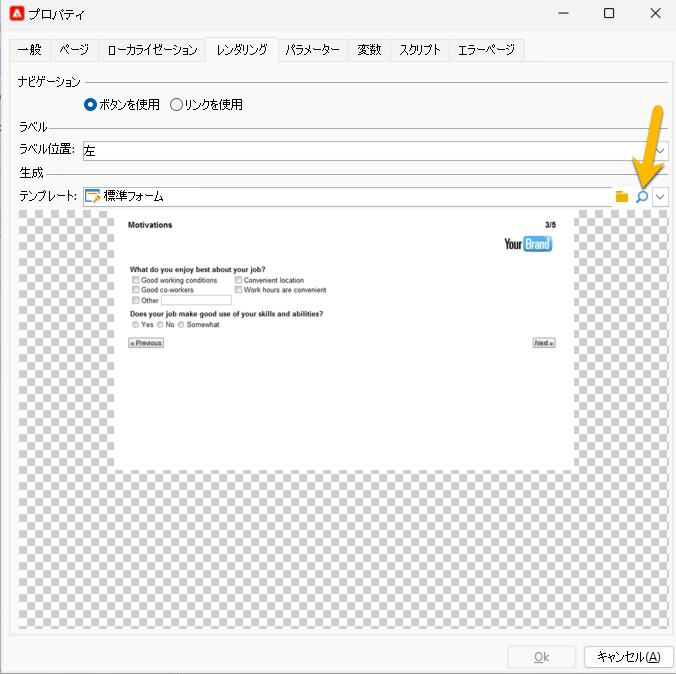 プロパティ
一般 ページ ローカライゼーション レンダリング パラメーター 変数 スクリプト エラーページ
ナビゲーション
ボタンを使用 リンクを使用
ラベル
ラベル位置: 左
生成
テンプレート: 標準フォーム
Motivations 3/5
Your Brand
What do you enjoy best about your job?
Good working conditions Convenient location
Good co-workers Work hours are convenient
Other
Does your job make good use of your skills and abilities?
Yes No Somewhat
« Previous Next »
Ok キャンセル(A)